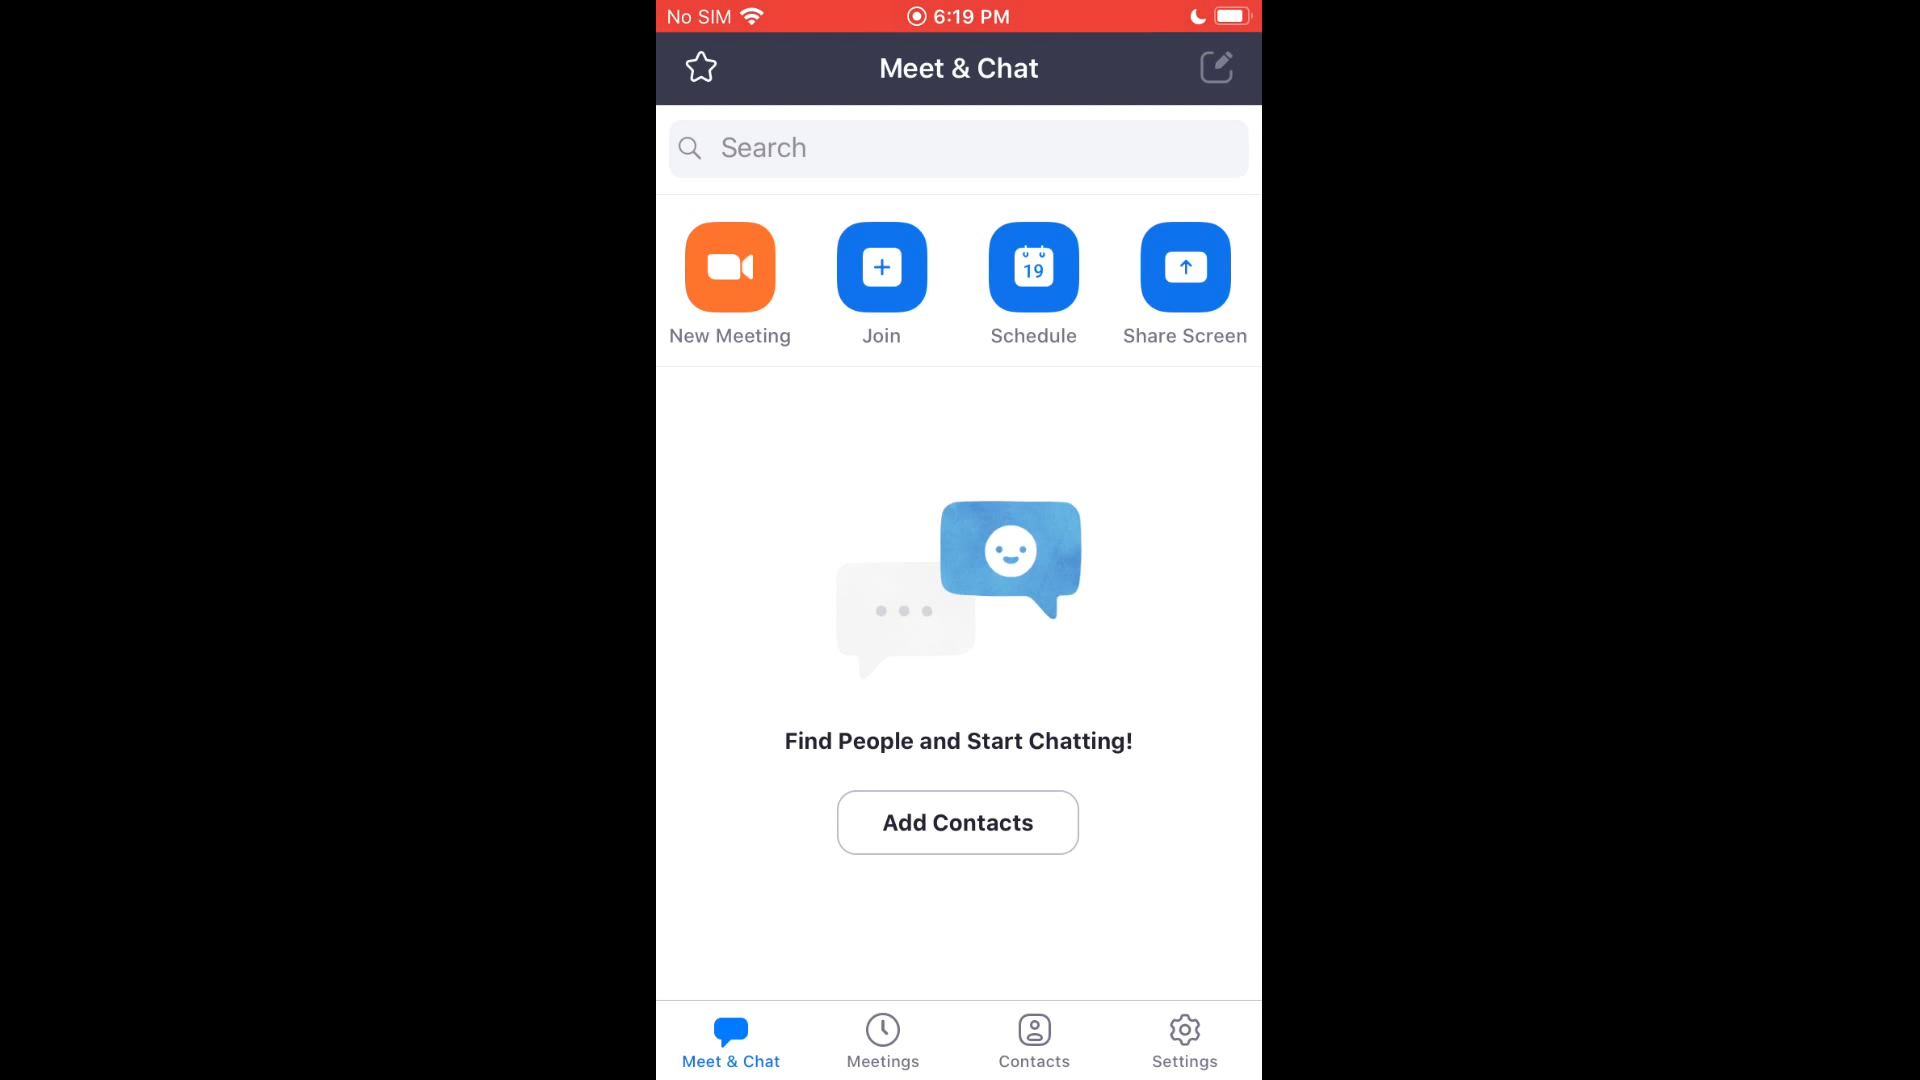 No SIM 6:19 PM
Meet & Chat
Search
19
New Meeting Join Schedule Share Screen
Find People and Start Chatting!
Add Contacts
Meet & Chat Meetings Contacts Settings